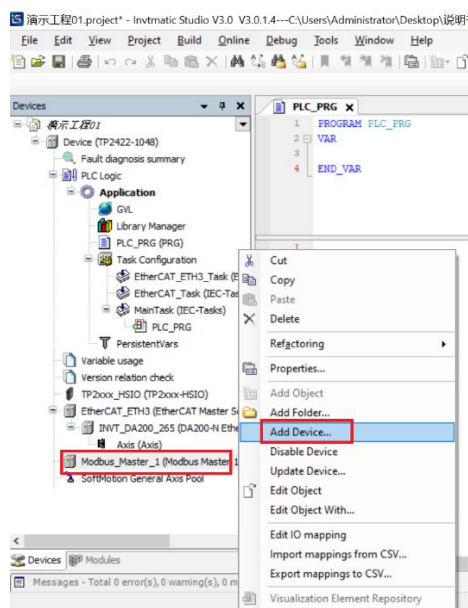 演示工程01.project* - Invtmatic Studio V3.0 V3.0.1.4---C:\Users\Administrator\Desktop\说明
File Edit View Project Build Online Debug Tools Window Help
Devices
演示工程01
Device (TP2422-1048)
Fault diagnosis summary
PLC Logic
Application
GVL
Library Manager
PLC_PRG (PRG)
Task Configuration
EtherCAT_ETH3_Task (E
EtherCAT_Task (IEC-Tas
MainTask (IEC-Tasks)
PLC_PRG
PersistentVars
Variable usage
Version relation check
TP2xxx_HSIO (TP2xxx-HSIO)
EtherCAT_ETH3 (EtherCAT Master So
INVT_DA200_265 (DA200-N Ethe
Axis (Axis)
Modbus_Master_1 (Modbus Master 1
SoftMotion General Axis Pool
Devices Modules
Messages - Total 0 error(s), 0 warning(s), 0 m
PLC_PRG
1 PROGRAM PLC_PRG
2 VAR
3
4 END_VAR
1
Cut
Copy
Paste
Delete
Refactoring
Properties...
Add Object
Add Folder...
Add Device...
Disable Device
Update Device...
Edit Object
Edit Object With...
Edit IO mapping
Import mappings from CSV...
Export mappings to CSV...
Visualization Element Repository